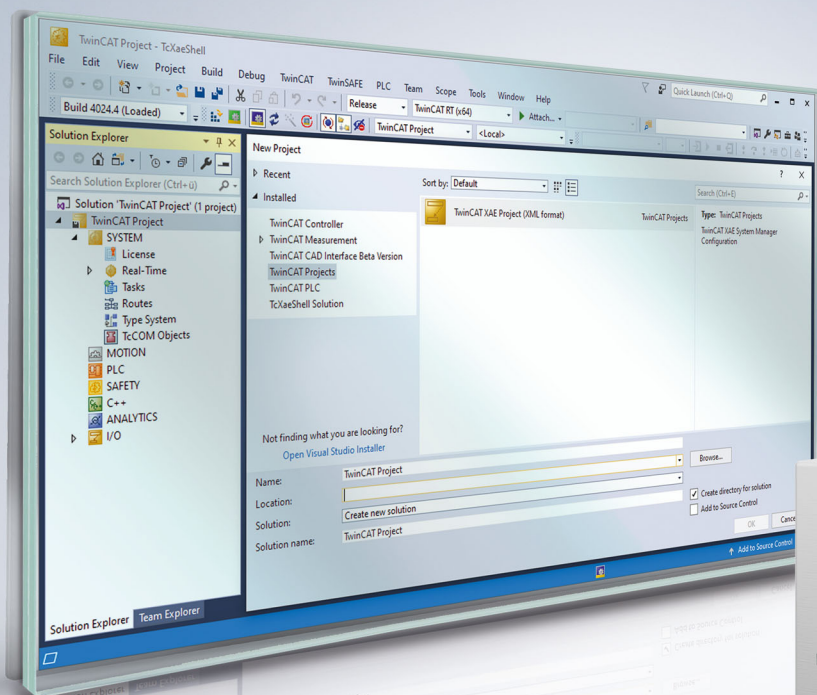 TwinCAT Project - TcXaeShell
File Edit View Project Build Debug TwinCAT TwinSAFE PLC Team Scope Tools Window Help
Quick Launch (Ctrl+Q)
Release
TwinCAT RT (x64)
Attach...
Build 4024.4 (Loaded)
TwinCAT Project
<Local>
Solution Explorer
Search Solution Explorer (Ctrl+ü)
Solution 'TwinCAT Project' (1 project)
TwinCAT Project
SYSTEM
License
Real-Time
Tasks
Routes
Type System
TcCOM Objects
MOTION
PLC
SAFETY
C++
ANALYTICS
I/O
Solution Explorer Team Explorer
New Project
? X
Recent
Installed
TwinCAT Controller
TwinCAT Measurement
TwinCAT CAD Interface Beta Version
TwinCAT Projects
TwinCAT PLC
TcXaeShell Solution
Not finding what you are looking for?
Open Visual Studio Installer
Sort by: Default
TwinCAT XAE Project (XML format) TwinCAT Projects
Search (Ctrl+E)
Type: TwinCAT Projects
TwinCAT XAE System Manager
Configuration
Name: TwinCAT Project
Location:
Browse...
Solution: Create new solution
Solution name: TwinCAT Project
Create directory for solution
Add to Source Control
OK Cance
Add to Source Control